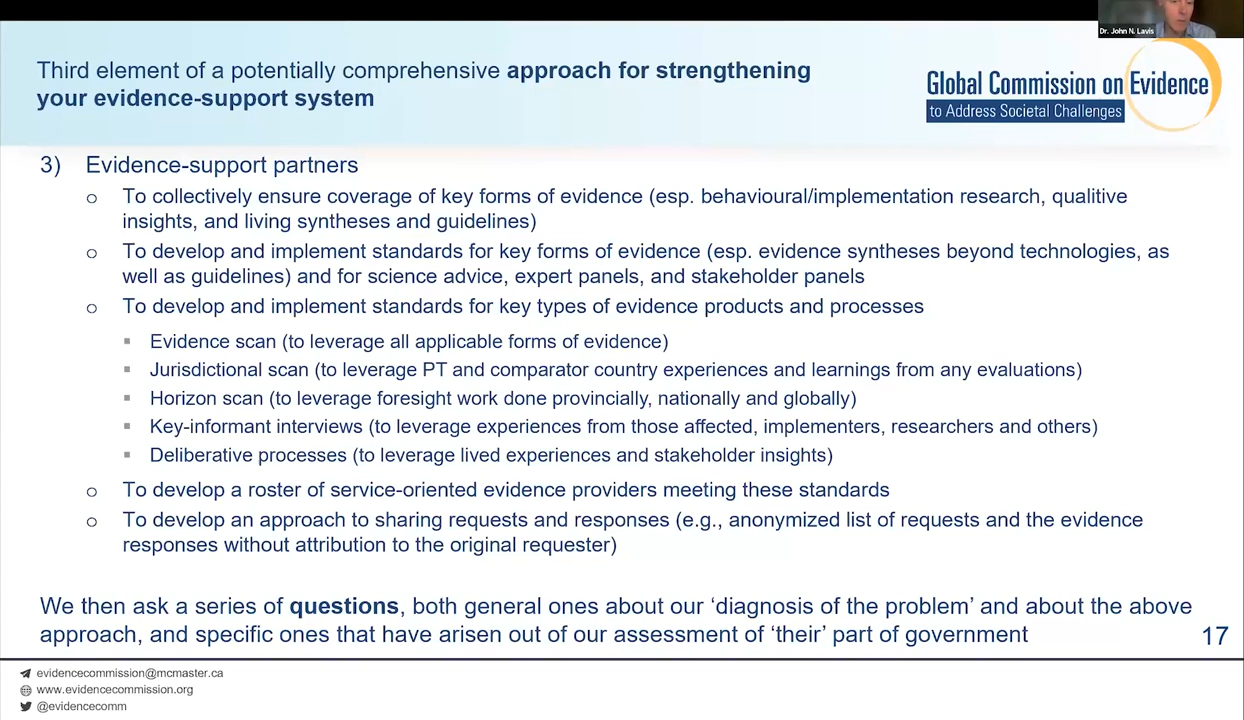 Dr. John N. Lavis
Third element of a potentially comprehensive approach for strengthening
your evidence-support system
Global Commission on Evidence
to Address Societal Challenges
3) Evidence-support partners
o To collectively ensure coverage of key forms of evidence (esp. behavioural/implementation research, qualitive
insights, and living syntheses and guidelines)
o To develop and implement standards for key forms of evidence (esp. evidence syntheses beyond technologies, as
well as guidelines) and for science advice, expert panels, and stakeholder panels
o To develop and implement standards for key types of evidence products and processes
▪ Evidence scan (to leverage all applicable forms of evidence)
▪ Jurisdictional scan (to leverage PT and comparator country experiences and learnings from any evaluations)
▪ Horizon scan (to leverage foresight work done provincially, nationally and globally)
▪ Key-informant interviews (to leverage experiences from those affected, implementers, researchers and others)
▪ Deliberative processes (to leverage lived experiences and stakeholder insights)
o To develop a roster of service-oriented evidence providers meeting these standards
o To develop an approach to sharing requests and responses (e.g., anonymized list of requests and the evidence
responses without attribution to the original requester)
We then ask a series of questions, both general ones about our ‘diagnosis of the problem’ and about the above
approach, and specific ones that have arisen out of our assessment of ‘their’ part of government
17
evidencecommission@mcmaster.ca
www.evidencecommission.org
@evidencecomm